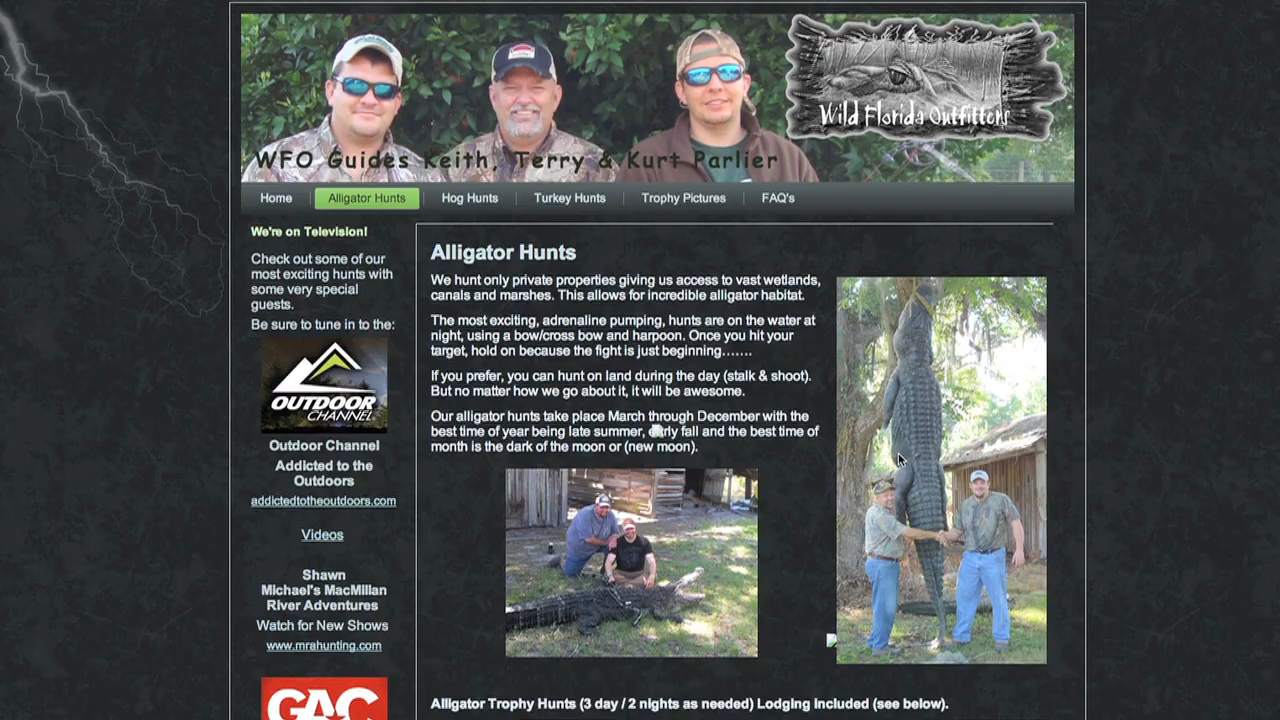 Wild Florida Outfitters
WFO Guides Keith, Terry & Kurt Parlier
Home
Alligator Hunts
Hog Hunts
Turkey Hunts
Trophy Pictures
FAQ's
We're on Television!
Check out some of our
most exciting hunts with
some very special
guests.
Be sure to tune in to the:
OUTDOOR
CHANNEL
Outdoor Channel
Addicted to the
Outdoors
addictedtotheoutdoors.com
Videos
Shawn
Michael's MacMillan
River Adventures
Watch for New Shows
www.mrahunting.com
GAC
Alligator Hunts
We hunt only private properties giving us access to vast wetlands,
canals and marshes. This allows for incredible alligator habitat.
The most exciting, adrenaline pumping, hunts are on the water at
night, using a bow/cross bow and harpoon. Once you hit your
target, hold on because the fight is just beginning…….
If you prefer, you can hunt on land during the day (stalk & shoot).
But no matter how we go about it, it will be awesome.
Our alligator hunts take place March through December with the
best time of year being late summer, early fall and the best time of
month is the dark of the moon or (new moon).
Alligator Trophy Hunts (3 day / 2 nights as needed) Lodging Included (see below).